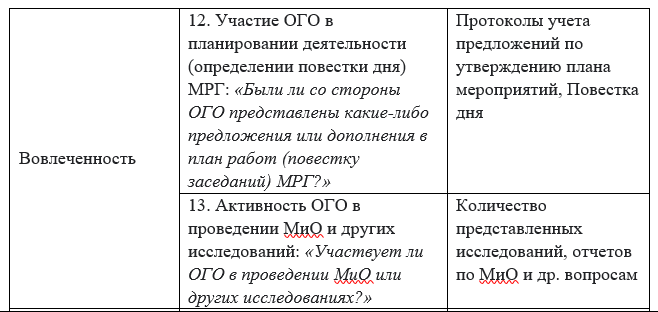 Вовлеченность
12. Участие ОГО в
планировании деятельности
(определении повестки дня)
МРГ: «Были ли со стороны
ОГО представлены какие-либо
предложения или дополнения в
план работ (повестку
заседаний) МРГ?»
Протоколы учета
предложений по
утверждению плана
мероприятий, Повестка
дня
13. Активность ОГО в
проведении МиО и других
исследований: «Участвует ли
ОГО в проведении МиО или
других исследованиях?»
Количество
представленных
исследований, отчетов
по МиО и др. вопросам